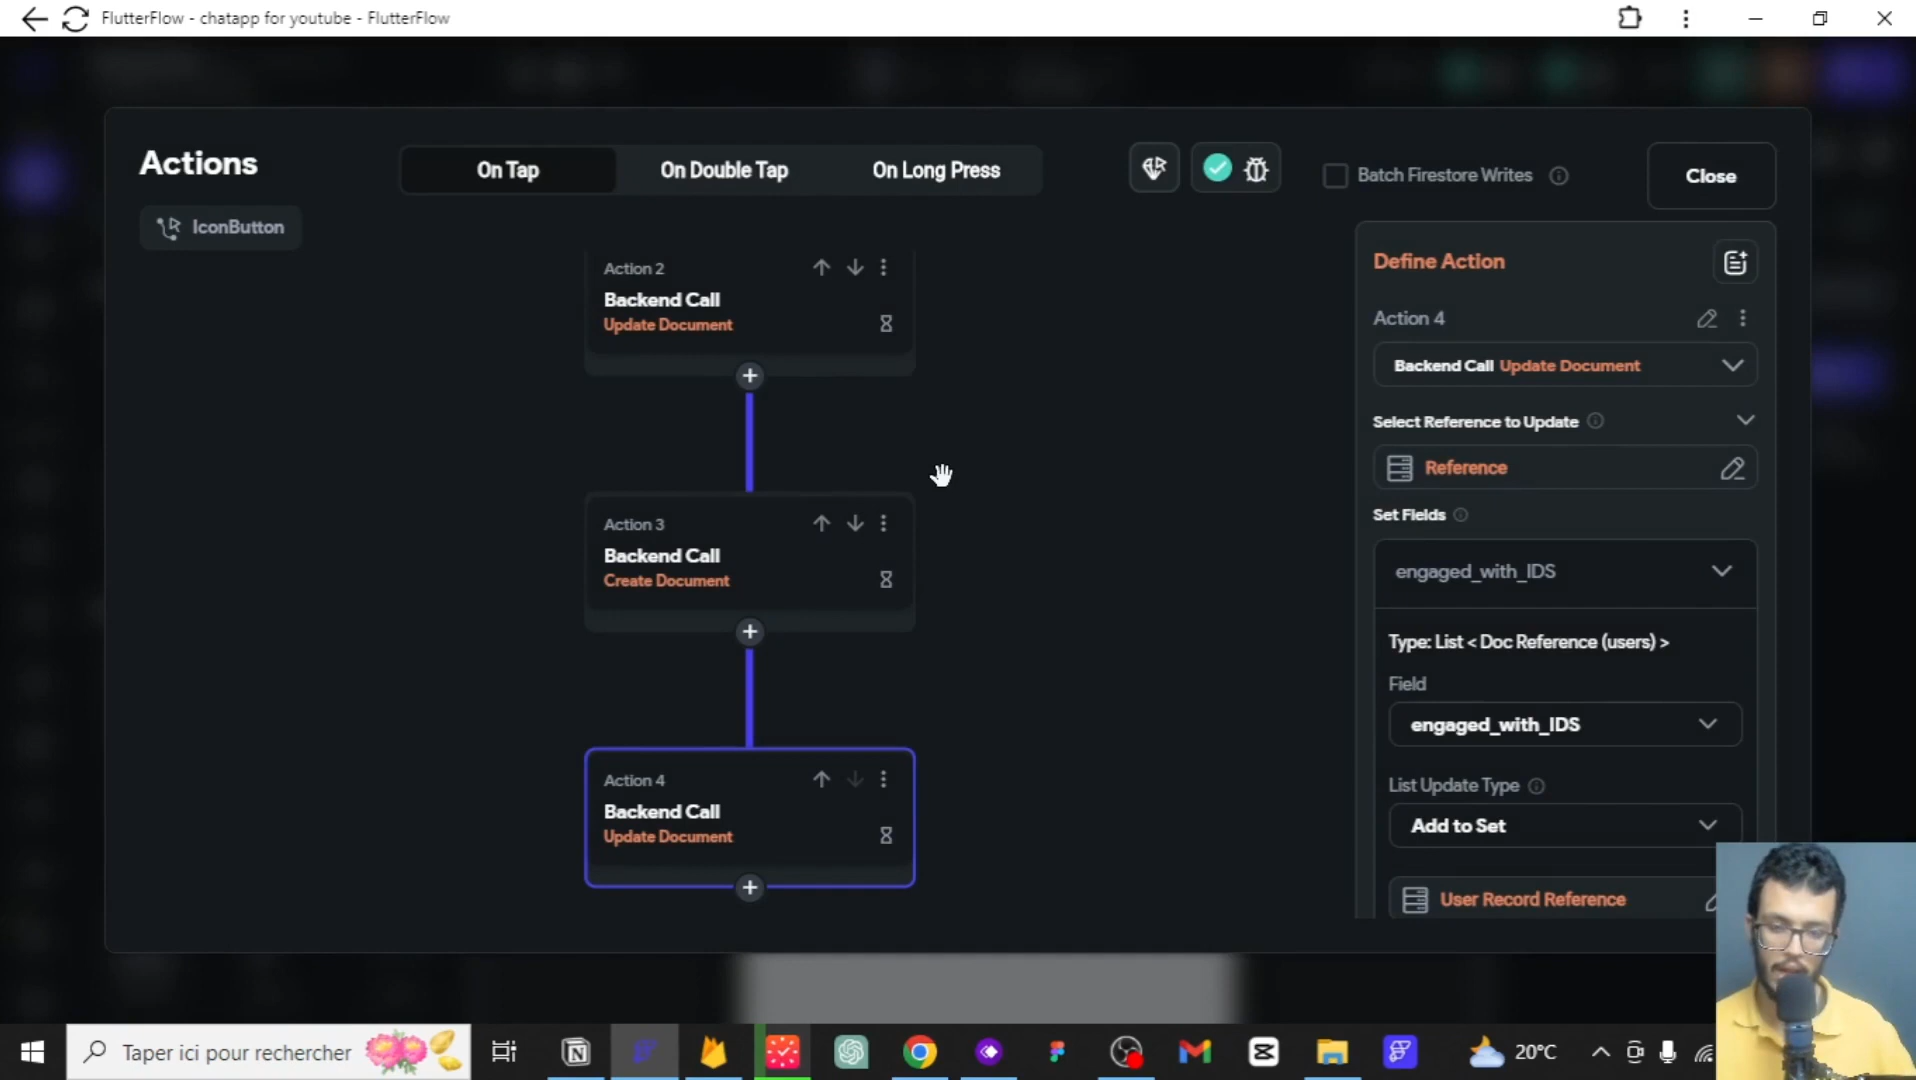 FlutterFlow - chatapp for youtube - FlutterFlow
Actions
On Tap
On Double Tap
On Long Press
Batch Firestore Writes
Close
IconButton
Action 2
Backend Call
Update Document
Action 3
Backend Call
Create Document
Action 4
Backend Call
Update Document
Define Action
Action 4
Backend Call Update Document
Select Reference to Update
Reference
Set Fields
engaged_with_IDS
Type: List < Doc Reference (users) >
Field
engaged_with_IDS
List Update Type
Add to Set
User Record Reference
Taper ici pour rechercher
20°C